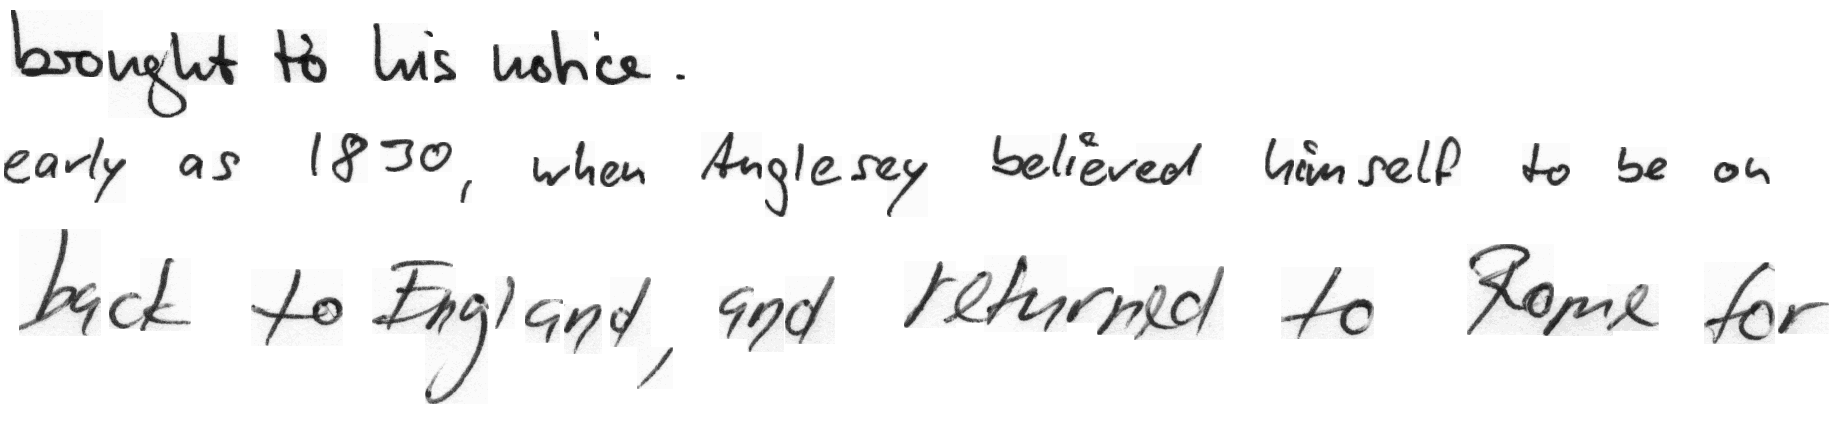 brought to his notice.
early as 1830, when Anglesey believed himself to be on
back to England, and returned to Rome for